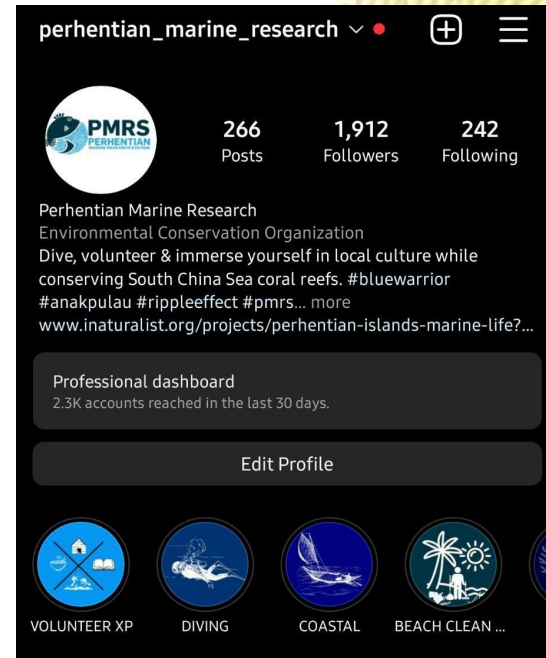 perhentian_marine_research
PMRS
PERHENTIAN
MARINE RESEARCH STATION
266
Posts
1,912
Followers
242
Following
Perhentian Marine Research
Environmental Conservation Organization
Dive, volunteer & immerse yourself in local culture while
conserving South China Sea coral reefs. #bluewarrior
#anakpulau #rippleeffect #pmrs... more
www.inaturalist.org/projects/perhentian-islands-marine-life?...
Professional dashboard
2.3K accounts reached in the last 30 days.
Edit Profile
VOLUNTEER XP
DIVING
COASTAL
BEACH CLEAN ...